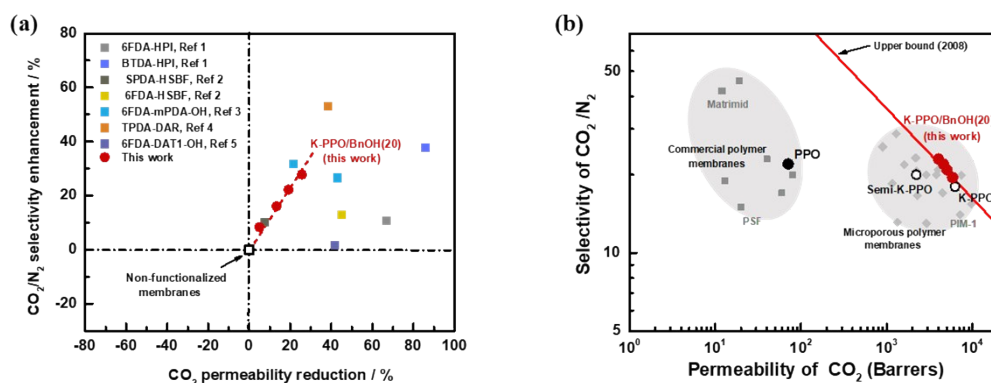 (a)
80
60
40
20
0
-20
CO2/N2 selectivity enhancement / %
6FDA-HPI, Ref 1
BTDA-HPI, Ref 1
SPDA-HSBF, Ref 2
6FDA-HSBF, Ref 2
6FDA-mPDA-OH, Ref 3
TPDA-DAR, Ref 4
6FDA-DAT1-OH, Ref 5
This work
K-PPO/BnOH(20)
(this work)
Non-functionalized
membranes
-80 -60 -40 -20 0 20 40 60 80 100
CO2 permeability reduction / %
(b)
50
10
5
Selectivity of CO2/N2
Upper bound (2008)
Matrimid
K-PPO/BnOH(20)
(this work)
Commercial polymer
membranes
PPO
Semi-K-PPO
K-PPO
PSF
PIM-1
Microporous polymer
membranes
10^0 10^1 10^2 10^3 10^4
Permeability of CO2 (Barrers)